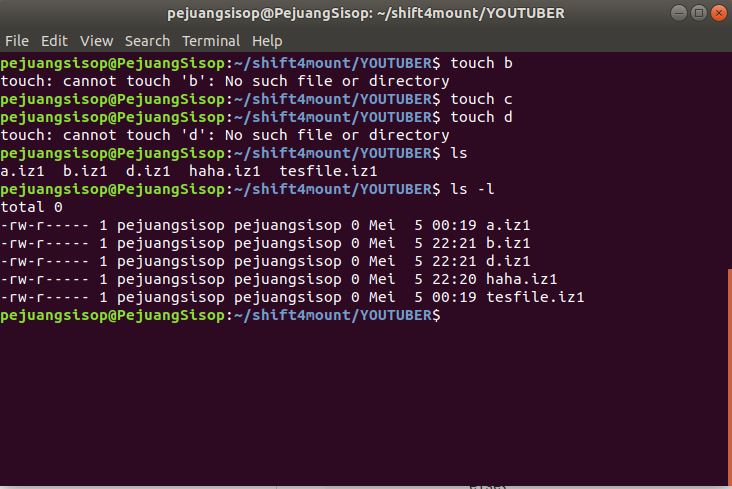 pejuangsisop@PejuangSisop: ~/shift4mount/YOUTUBER
File Edit View Search Terminal Help
pejuangsisop@PejuangSisop:~/shift4mount/YOUTUBER$ touch b
touch: cannot touch 'b': No such file or directory
pejuangsisop@PejuangSisop:~/shift4mount/YOUTUBER$ touch c
pejuangsisop@PejuangSisop:~/shift4mount/YOUTUBER$ touch d
touch: cannot touch 'd': No such file or directory
pejuangsisop@PejuangSisop:~/shift4mount/YOUTUBER$ ls
a.iz1  b.iz1  d.iz1  haha.iz1  tesfile.iz1
pejuangsisop@PejuangSisop:~/shift4mount/YOUTUBER$ ls -l
total 0
-rw-r----- 1 pejuangsisop pejuangsisop 0 Mei  5 00:19 a.iz1
-rw-r----- 1 pejuangsisop pejuangsisop 0 Mei  5 22:21 b.iz1
-rw-r----- 1 pejuangsisop pejuangsisop 0 Mei  5 22:21 d.iz1
-rw-r----- 1 pejuangsisop pejuangsisop 0 Mei  5 22:20 haha.iz1
-rw-r----- 1 pejuangsisop pejuangsisop 0 Mei  5 00:19 tesfile.iz1
pejuangsisop@PejuangSisop:~/shift4mount/YOUTUBER$